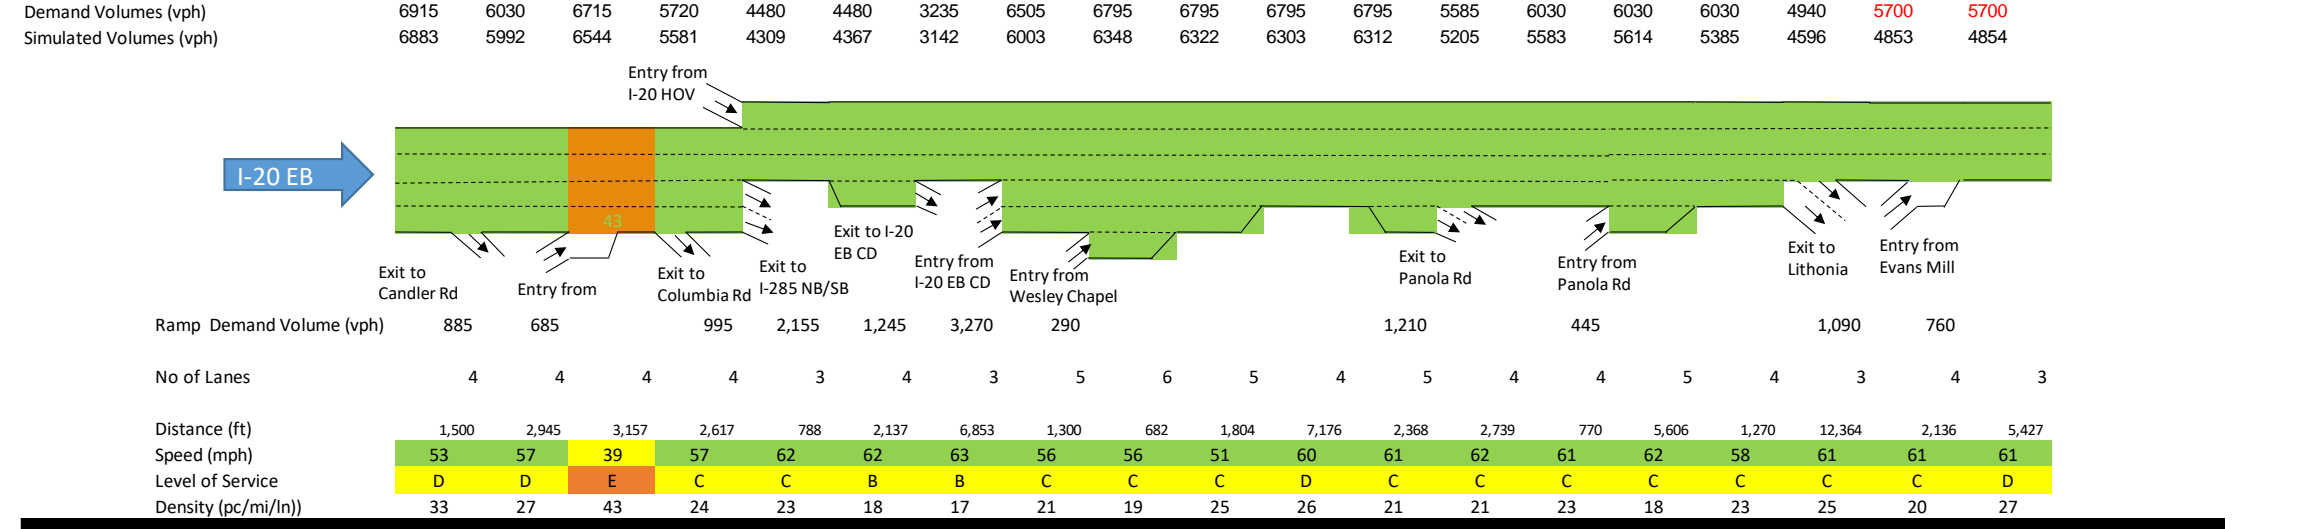 Demand Volumes (vph) 6915 6030 6715 5720 4480 4480 3235 6505 6795 6795 6795 6795 5585 6030 6030 6030 4940 5700 5700
Simulated Volumes (vph) 6883 5992 6544 5581 4309 4367 3142 6003 6348 6322 6303 6312 5205 5583 5614 5385 4596 4853 4854
Entry from
I-20 HOV
I-20 EB
43
Exit to
Candler Rd
Entry from
Exit to
Columbia Rd
Exit to
I-285 NB/SB
Exit to I-20
EB CD
Entry from
I-20 EB CD
Entry from
Wesley Chapel
Exit to
Panola Rd
Entry from
Panola Rd
Exit to
Lithonia
Entry from
Evans Mill
Ramp Demand Volume (vph) 885 685 995 2,155 1,245 3,270 290 1,210 445 1,090 760
No of Lanes 4 4 4 4 3 4 3 5 6 5 4 5 4 4 5 4 3 4 3
Distance (ft) 1,500 2,945 3,157 2,617 788 2,137 6,853 1,300 682 1,804 7,176 2,368 2,739 770 5,606 1,270 12,364 2,136 5,427
Speed (mph) 53 57 39 57 62 62 63 56 56 51 60 61 62 61 62 58 61 61 61
Level of Service D D E C C B B C C C D C C C C C C C D
Density (pc/mi/ln)) 33 27 43 24 23 18 17 21 19 25 26 21 21 23 18 23 25 20 27